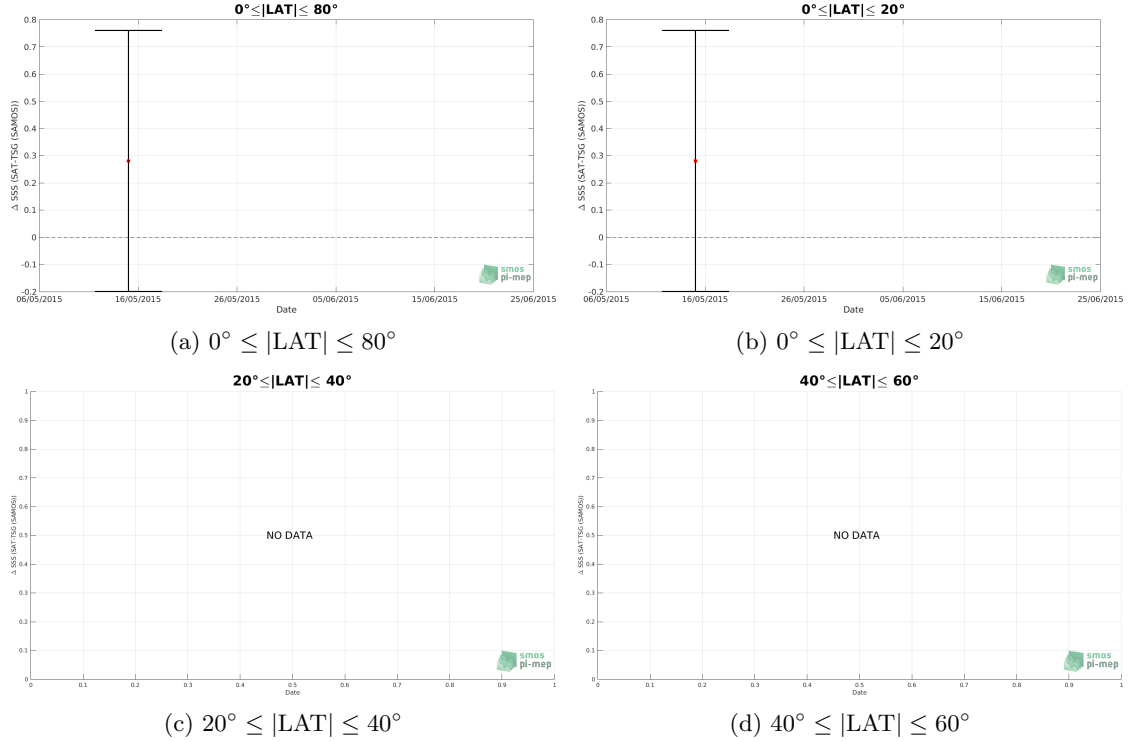 0°≤|LAT|≤ 80°
0.8
0.7
0.6
0.5
0.4
0.3
0.2
0.1
0
-0.1
-0.2
Δ SSS (SAT-TSG (SAMOS))
06/05/2015 16/05/2015 26/05/2015 05/06/2015 15/06/2015 25/06/2015
Date
smos
pi-mep
(a) 0° ≤ |LAT| ≤ 80°
0°≤|LAT|≤ 20°
0.8
0.7
0.6
0.5
0.4
0.3
0.2
0.1
0
-0.1
-0.2
Δ SSS (SAT-TSG (SAMOS))
06/05/2015 16/05/2015 26/05/2015 05/06/2015 15/06/2015 25/06/2015
Date
smos
pi-mep
(b) 0° ≤ |LAT| ≤ 20°
20°≤|LAT|≤ 40°
1
0.9
0.8
0.7
0.6
0.5
0.4
0.3
0.2
0.1
0
Δ SSS (SAT-TSG (SAMOS))
NO DATA
0 0.1 0.2 0.3 0.4 0.5 0.6 0.7 0.8 0.9 1
Date
smos
pi-mep
(c) 20° ≤ |LAT| ≤ 40°
40°≤|LAT|≤ 60°
1
0.9
0.8
0.7
0.6
0.5
0.4
0.3
0.2
0.1
0
Δ SSS (SAT-TSG (SAMOS))
NO DATA
0 0.1 0.2 0.3 0.4 0.5 0.6 0.7 0.8 0.9 1
Date
smos
pi-mep
(d) 40° ≤ |LAT| ≤ 60°